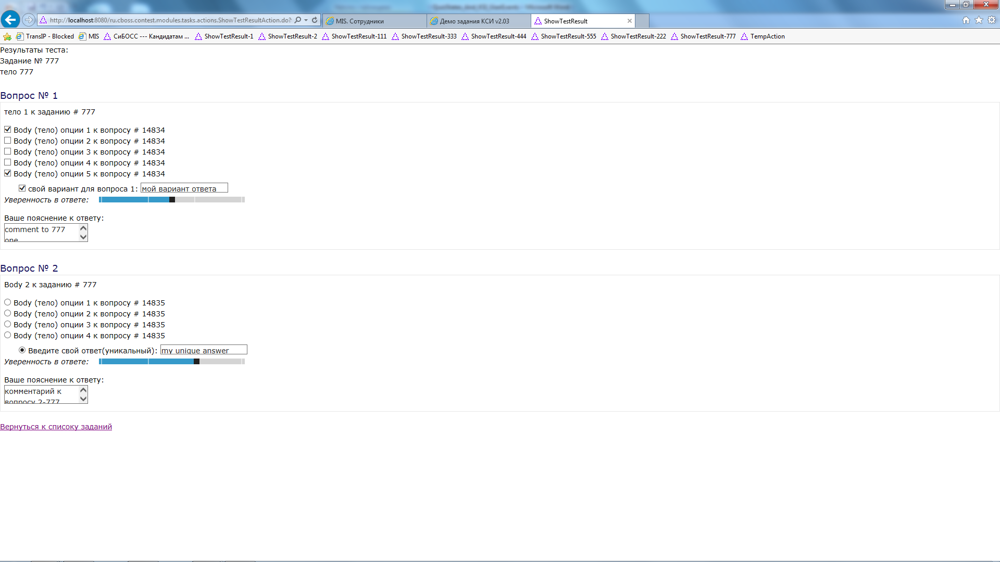 http://localhost:8080/ru.cboss.contest.modules.tasks.actions.ShowTestResultAction.do?
MIS. Сотрудники
Демо задания КСИ v2.03
ShowTestResult
TransIP - Blocked
MIS
СиБОСС --- Кандидатам ...
ShowTestResult-1
ShowTestResult-2
ShowTestResult-111
ShowTestResult-333
ShowTestResult-444
ShowTestResult-555
ShowTestResult-222
ShowTestResult-777
TempAction
Результаты теста:
Задание № 777
тело 777
Вопрос № 1
тело 1 к заданию # 777
Body (тело) опции 1 к вопросу # 14834
Body (тело) опции 2 к вопросу # 14834
Body (тело) опции 3 к вопросу # 14834
Body (тело) опции 4 к вопросу # 14834
Body (тело) опции 5 к вопросу # 14834
свой вариант для вопроса 1: мой вариант ответа
Уверенность в ответе:
Ваше пояснение к ответу:
comment to 777
one
Вопрос № 2
Body 2 к заданию # 777
Body (тело) опции 1 к вопросу # 14835
Body (тело) опции 2 к вопросу # 14835
Body (тело) опции 3 к вопросу # 14835
Body (тело) опции 4 к вопросу # 14835
Введите свой ответ(уникальный): my unique answer
Уверенность в ответе:
Ваше пояснение к ответу:
комментарий к
вопросу 2-777
Вернуться к списоку заданий